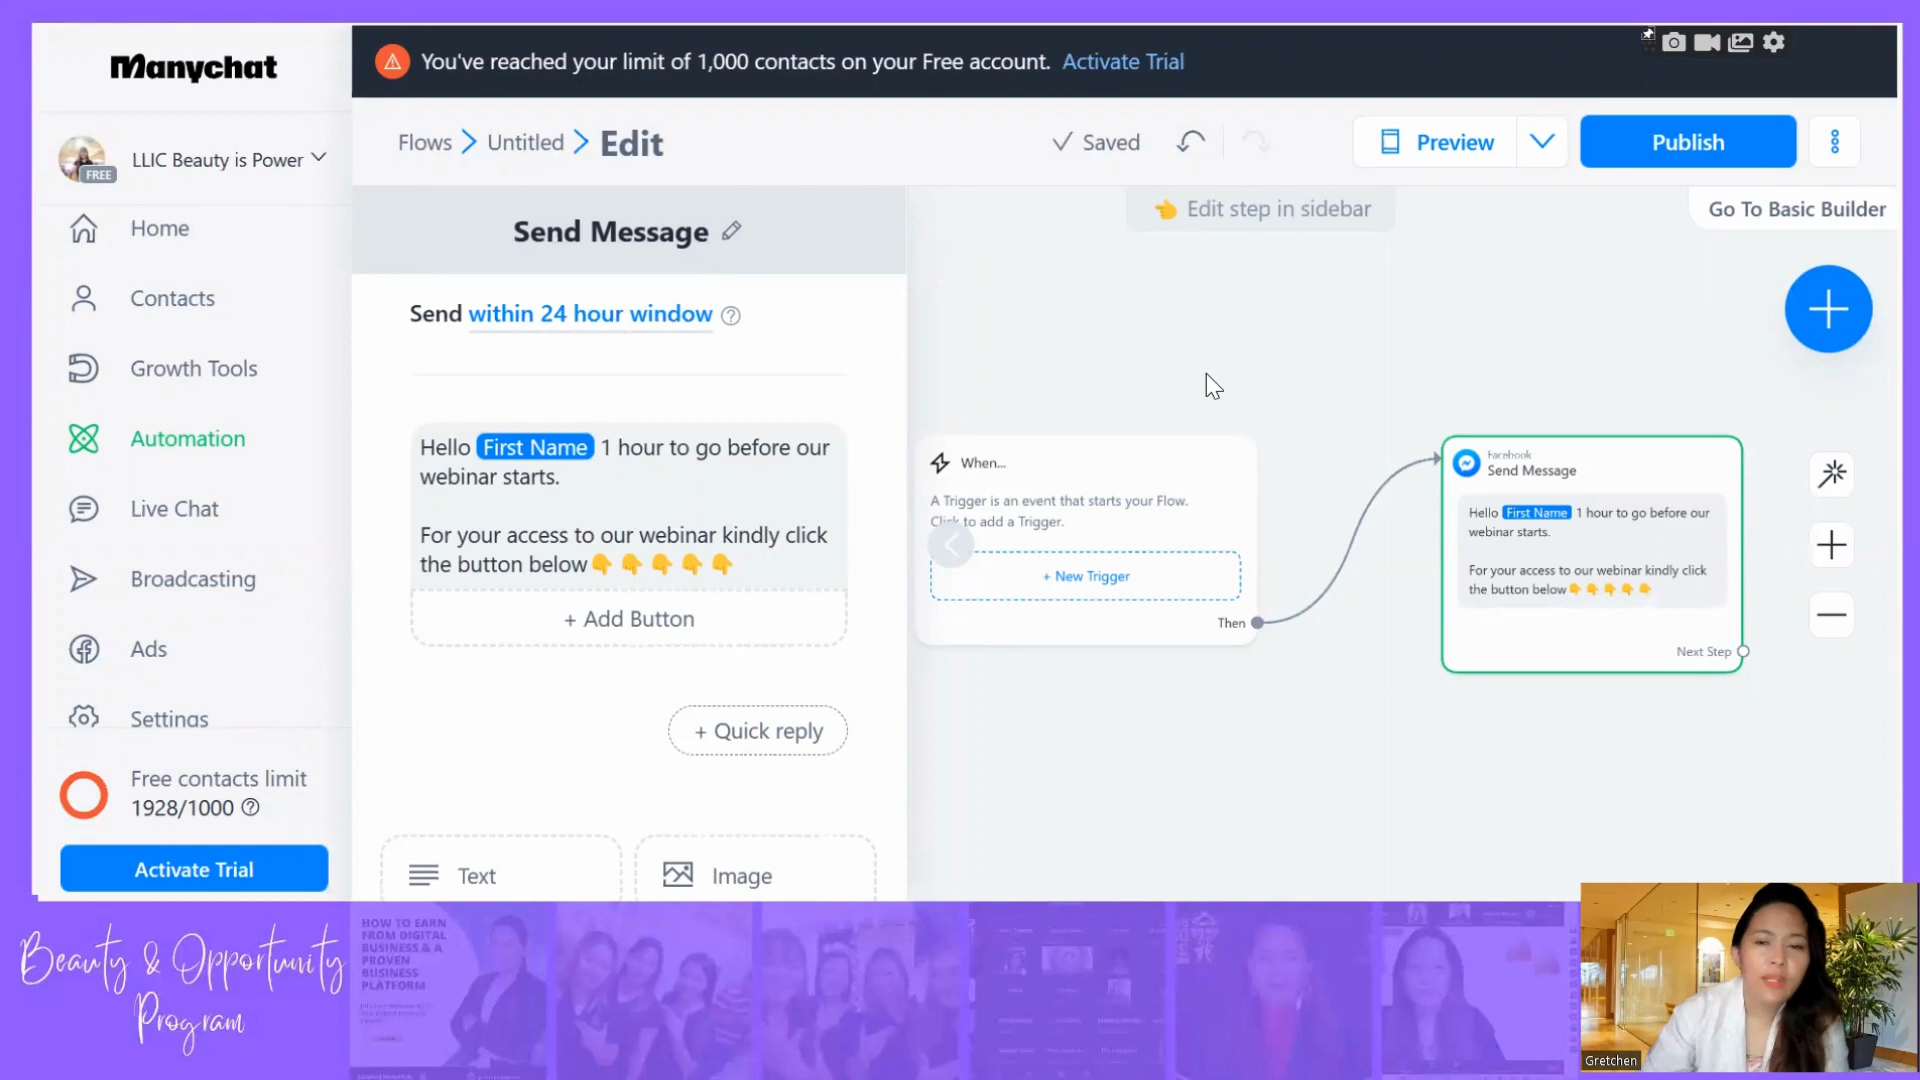 Manychat
You've reached your limit of 1,000 contacts on your Free account. Activate Trial
LLIC Beauty is Power
FREE
Flows Untitled Edit
Saved
Preview
Publish
Home
Contacts
Growth Tools
Automation
Live Chat
Broadcasting
Ads
Settings
Free contacts limit
1928/1000
Activate Trial
Send Message
Send within 24 hour window
Hello First Name 1 hour to go before our
webinar starts.
For your access to our webinar kindly click
the button below👇👇👇👇👇
+ Add Button
+ Quick reply
Text
Image
👈 Edit step in sidebar
Go To Basic Builder
When...
A Trigger is an event that starts your Flow.
Click to add a Trigger.
+ New Trigger
Then
Facebook
Send Message
Hello First Name 1 hour to go before our
webinar starts.
For your access to our webinar kindly click
the button below👇👇👇👇👇
Next Step
Beauty & Opportunity
Program
HOW TO EARN
FROM DIGITAL
BUSINESS & A
PROVEN
BUSINESS
PLATFORM
Gretchen